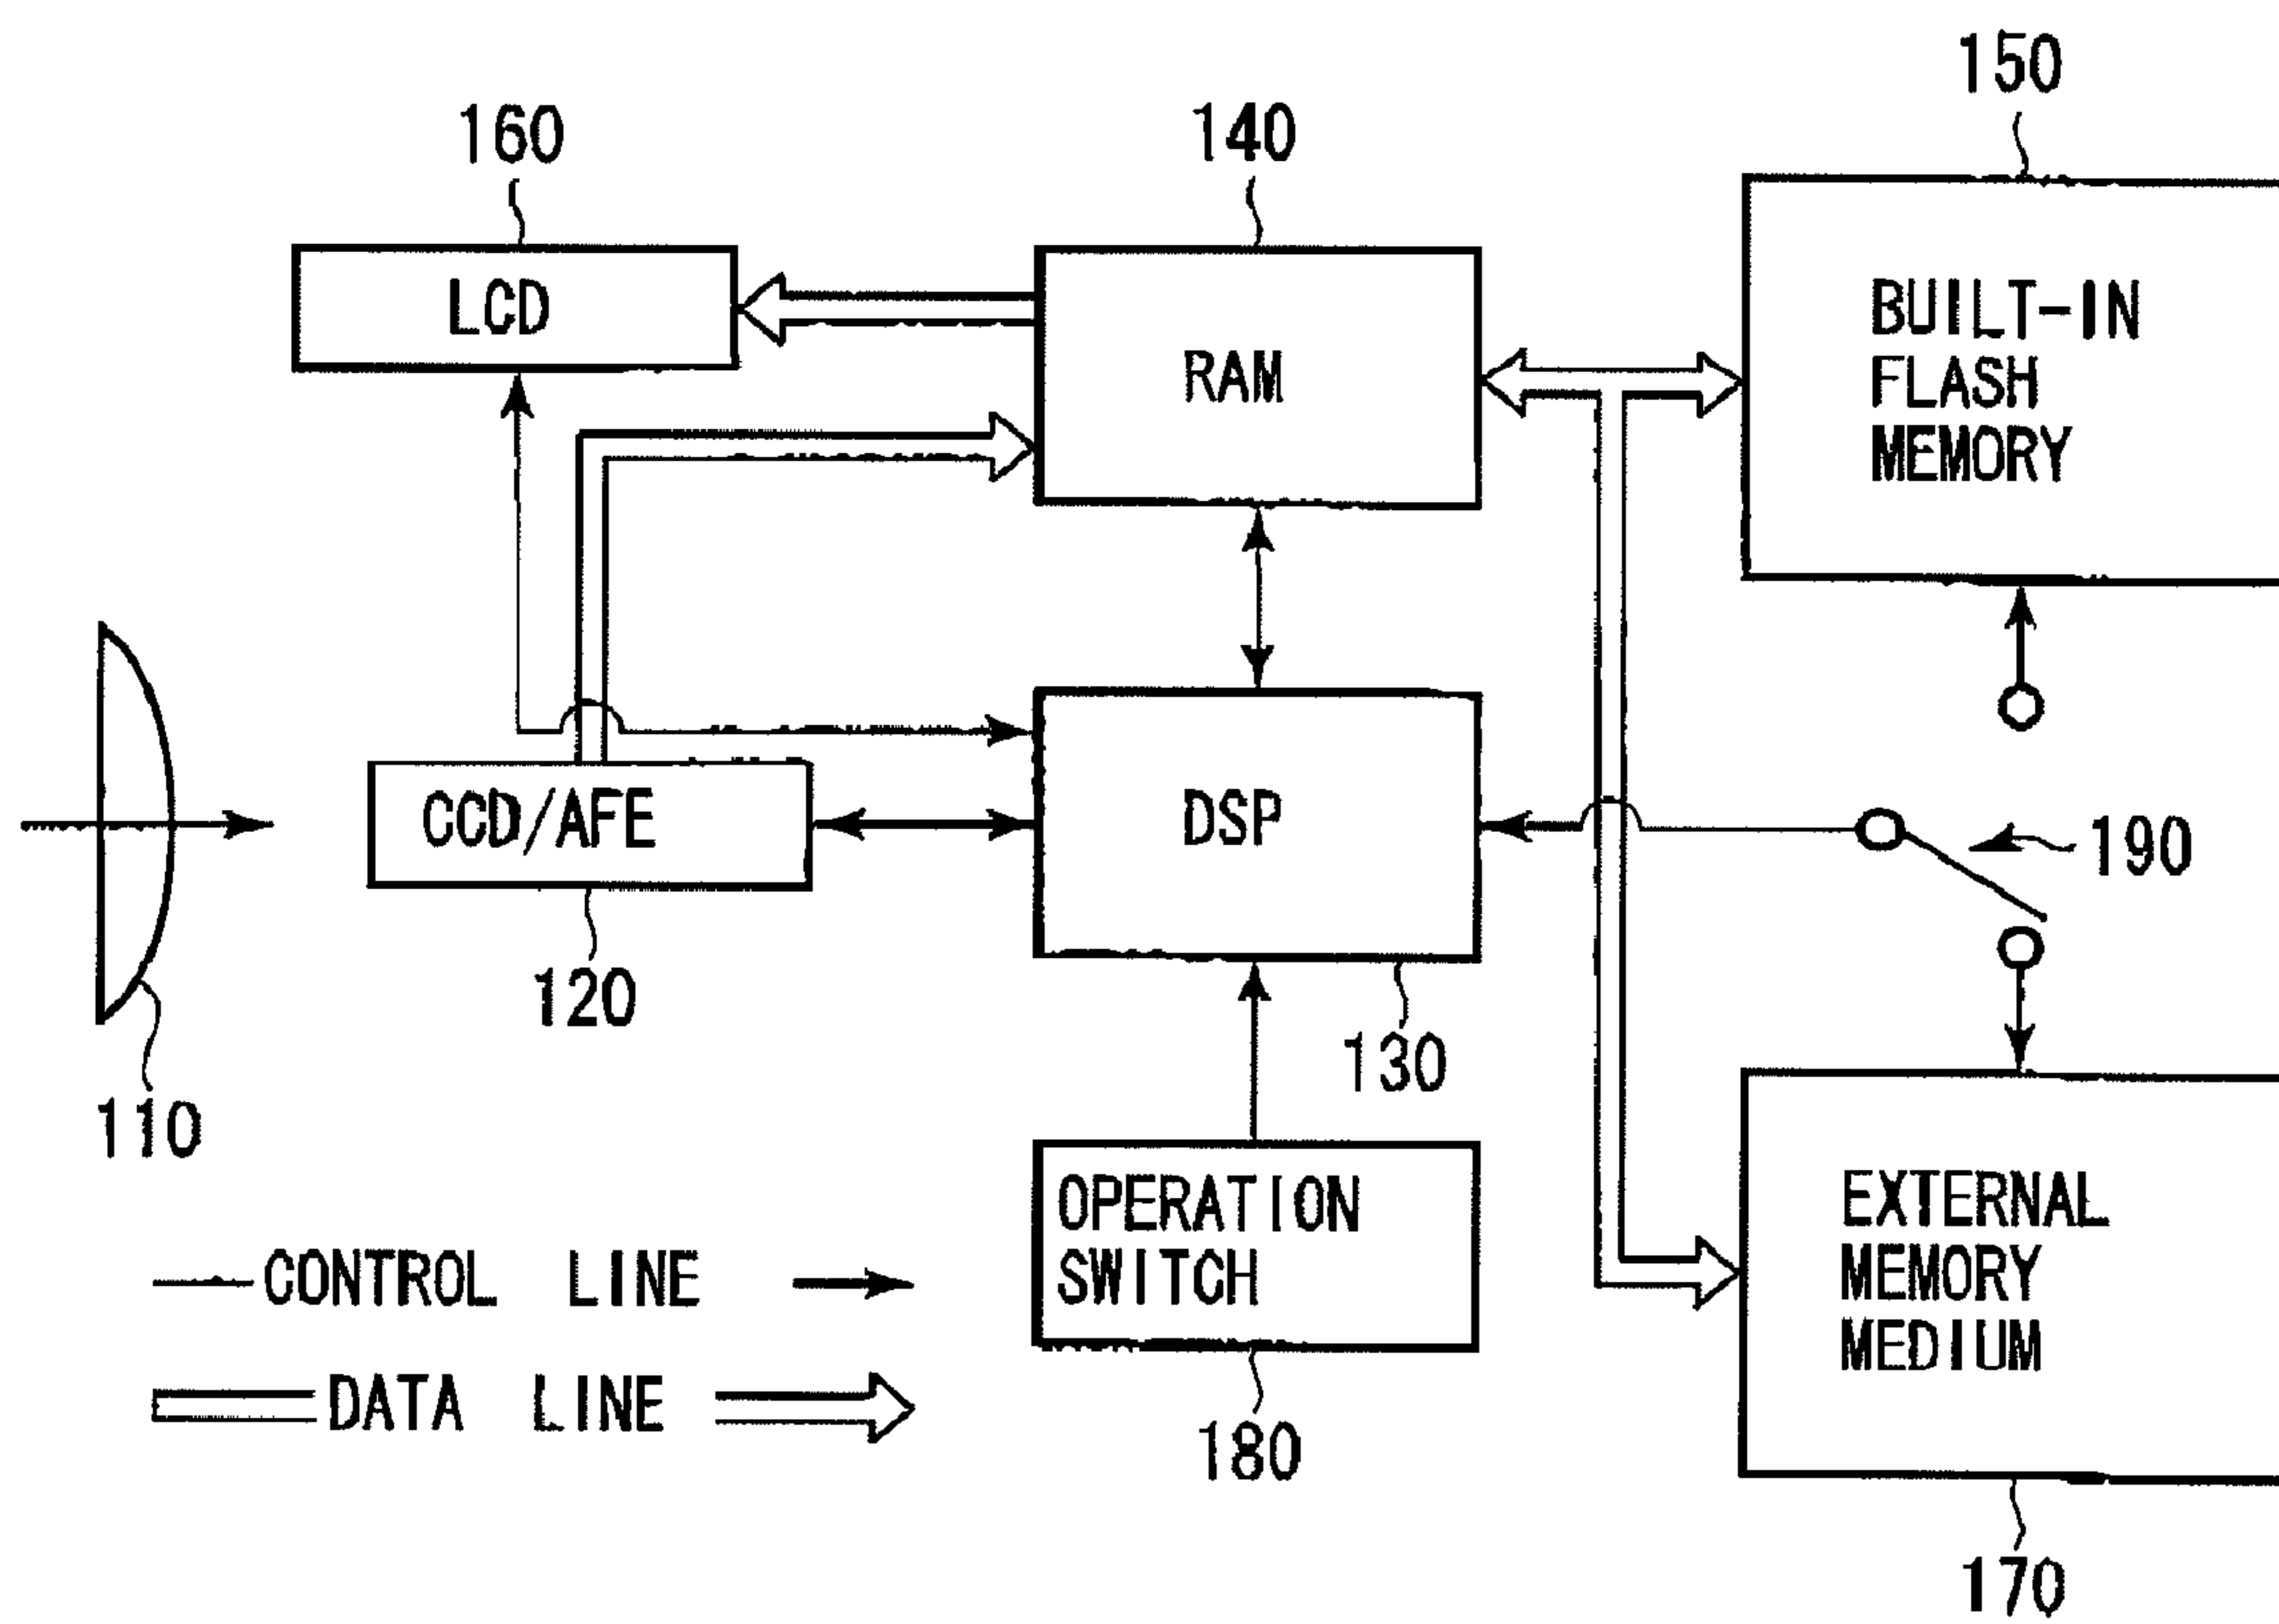 150
160
140
LCD
RAM
BUILT-IN
FLASH
MEMORY
CCD/AFE
DSP
190
120
130
110
OPERATION
SWITCH
EXTERNAL
MEMORY
MEDIUM
CONTROL LINE
DATA LINE
180
170